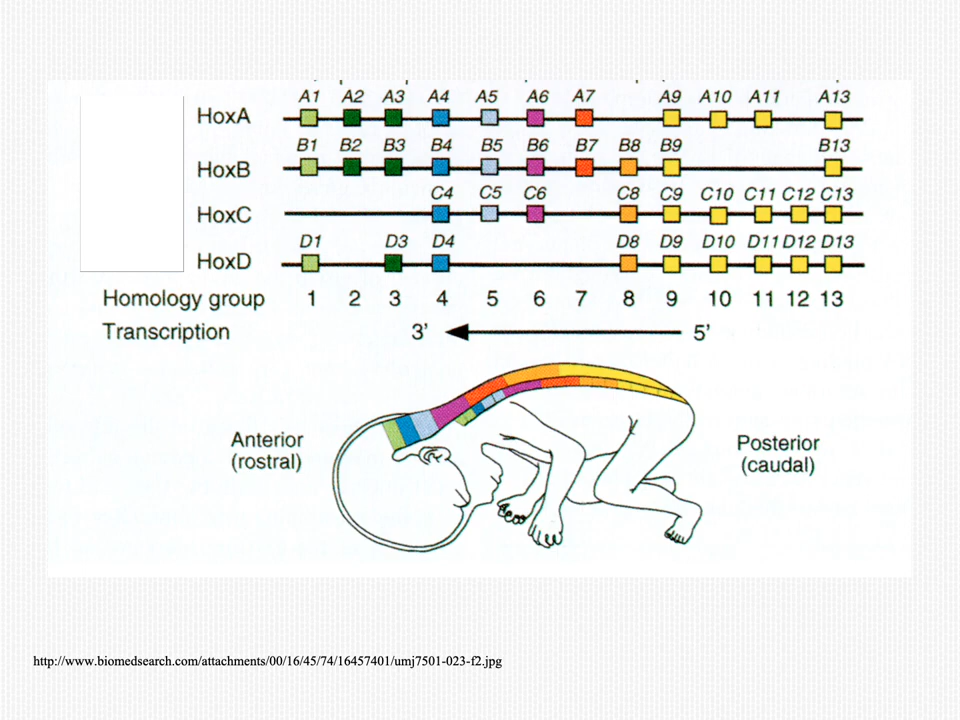 A1 A2 A3 A4 A5 A6 A7 A9 A10 A11 A13
HoxA
B1 B2 B3 B4 B5 B6 B7 B8 B9 B13
HoxB
C4 C5 C6 C8 C9 C10 C11 C12 C13
HoxC
D1 D3 D4 D8 D9 D10 D11 D12 D13
HoxD
Homology group 1 2 3 4 5 6 7 8 9 10 11 12 13
Transcription 3' 5'
Anterior
(rostral)
Posterior
(caudal)
http://www.biomedsearch.com/attachments/00/16/45/74/16457401/umj7501-023-f2.jpg